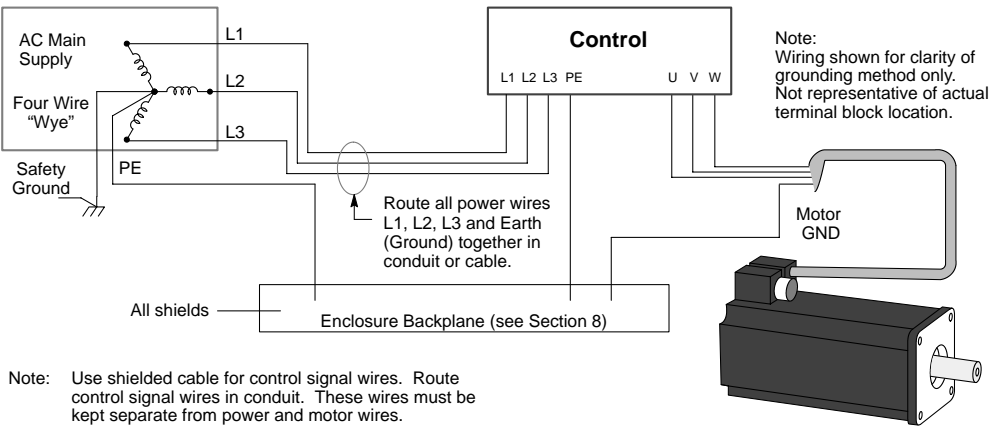 AC Main
Supply
Four Wire
“Wye”
L1
L2
L3
PE
Safety
Ground
Control
L1 L2 L3 PE U V W
Note:
Wiring shown for clarity of
grounding method only.
Not representative of actual
terminal block location.
Route all power wires
L1, L2, L3 and Earth
(Ground) together in
conduit or cable.
Motor
GND
All shields
Enclosure Backplane (see Section 8)
Note: Use shielded cable for control signal wires. Route
control signal wires in conduit. These wires must be
kept separate from power and motor wires.